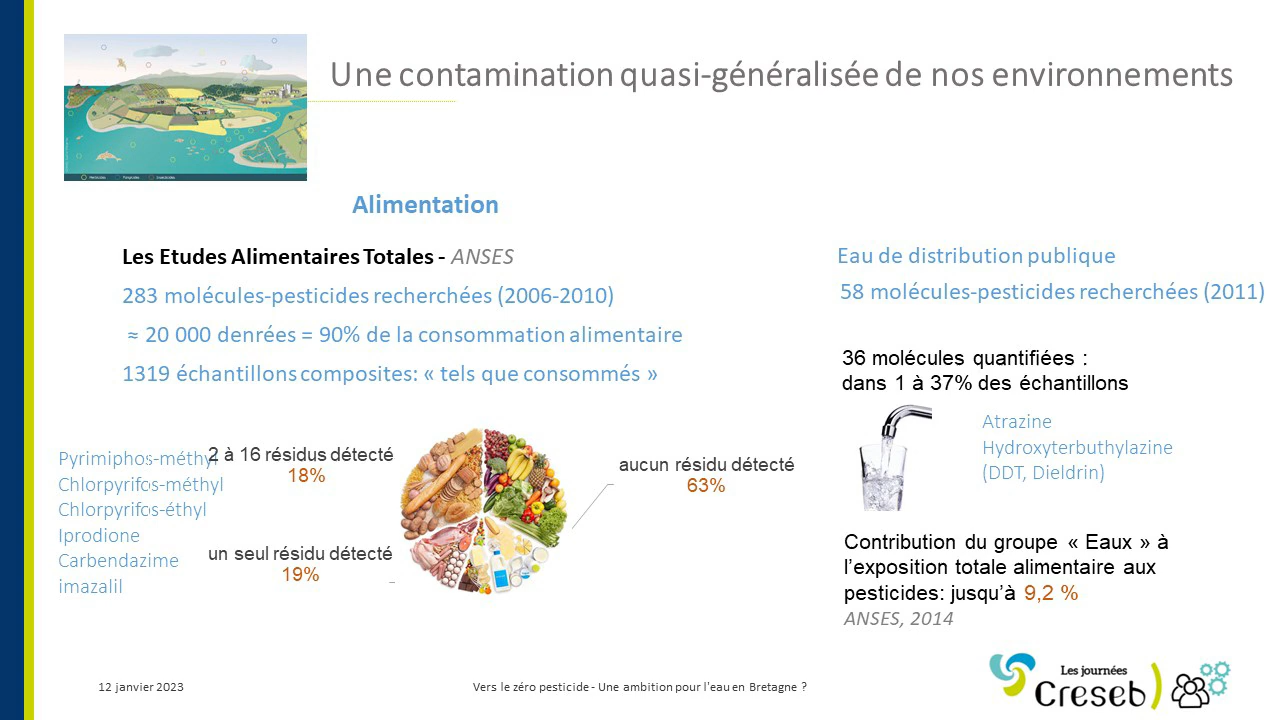 Une contamination quasi-généralisée de nos environnements
Alimentation
Les Etudes Alimentaires Totales - ANSES
283 molécules-pesticides recherchées (2006-2010)
≈ 20 000 denrées = 90% de la consommation alimentaire
1319 échantillons composites: « tels que consommés »
Pyrimiphos-méthyl
Chlorpyrifos-méthyl
Chlorpyrifos-éthyl
Iprodione
Carbendazime
imazalil
2 à 16 résidus détecté
18%
un seul résidu détecté
19%
aucun résidu détecté
63%
Eau de distribution publique
58 molécules-pesticides recherchées (2011)
36 molécules quantifiées :
dans 1 à 37% des échantillons
Atrazine
Hydroxyterbuthylazine
(DDT, Dieldrin)
Contribution du groupe « Eaux » à
l'exposition totale alimentaire aux
pesticides: jusqu'à 9,2 %
ANSES, 2014
12 janvier 2023
Vers le zéro pesticide - Une ambition pour l'eau en Bretagne ?
Les journées
Creseb